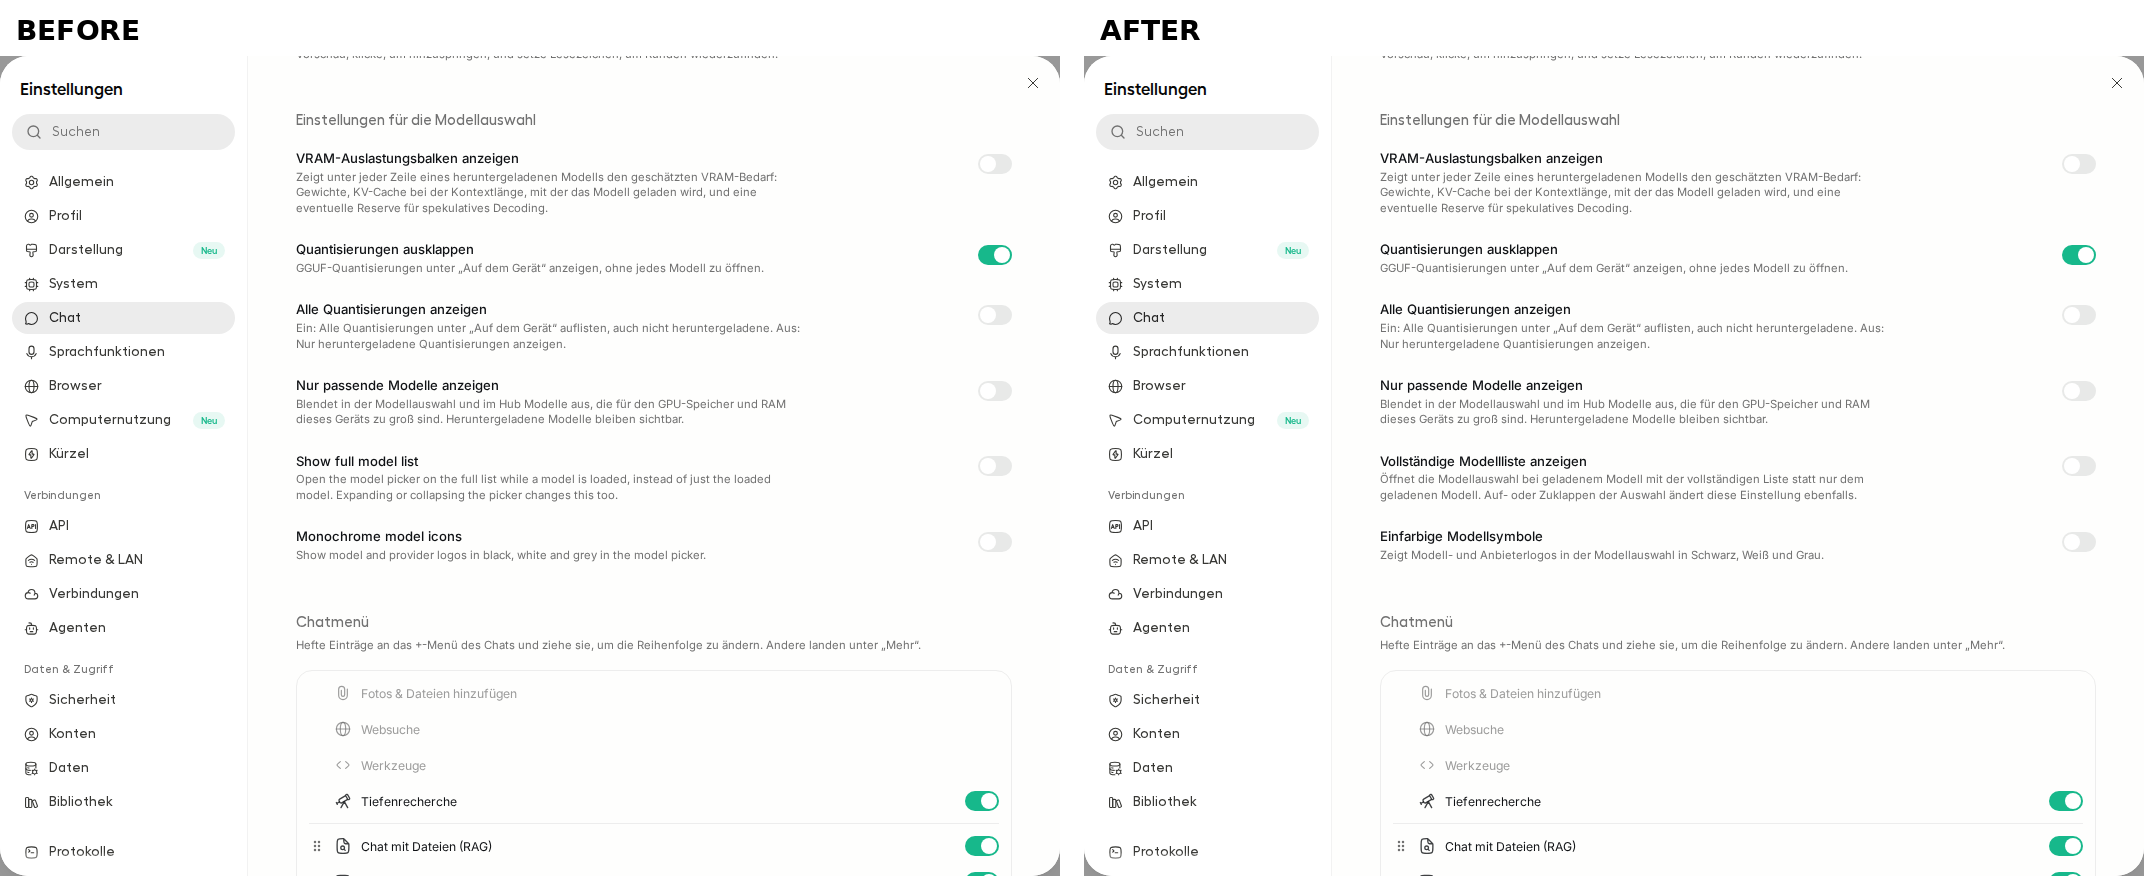 BEFORE
Vorschau, klicke, um hinzuspringen, und setze Lesezeichen, um Runden wiederzufinden.
Einstellungen
Suchen
Allgemein
Profil
Darstellung Neu
System
Chat
Sprachfunktionen
Browser
Computernutzung Neu
Kürzel
Verbindungen
API
Remote & LAN
Verbindungen
Agenten
Daten & Zugriff
Sicherheit
Konten
Daten
Bibliothek
Protokolle
Einstellungen für die Modellauswahl
VRAM-Auslastungsbalken anzeigen
Zeigt unter jeder Zeile eines heruntergeladenen Modells den geschätzten VRAM-Bedarf:
Gewichte, KV-Cache bei der Kontextlänge, mit der das Modell geladen wird, und eine
eventuelle Reserve für spekulatives Decoding.
Quantisierungen ausklappen
GGUF-Quantisierungen unter „Auf dem Gerät“ anzeigen, ohne jedes Modell zu öffnen.
Alle Quantisierungen anzeigen
Ein: Alle Quantisierungen unter „Auf dem Gerät“ auflisten, auch nicht heruntergeladene. Aus:
Nur heruntergeladene Quantisierungen anzeigen.
Nur passende Modelle anzeigen
Blendet in der Modellauswahl und im Hub Modelle aus, die für den GPU-Speicher und RAM
dieses Geräts zu groß sind. Heruntergeladene Modelle bleiben sichtbar.
Show full model list
Open the model picker on the full list while a model is loaded, instead of just the loaded
model. Expanding or collapsing the picker changes this too.
Monochrome model icons
Show model and provider logos in black, white and grey in the model picker.
Chatmenü
Hefte Einträge an das +-Menü des Chats und ziehe sie, um die Reihenfolge zu ändern. Andere landen unter „Mehr“.
Fotos & Dateien hinzufügen
Websuche
Werkzeuge
Tiefenrecherche
Chat mit Dateien (RAG)
AFTER
Vorschau, klicke, um hinzuspringen, und setze Lesezeichen, um Runden wiederzufinden.
Einstellungen
Suchen
Allgemein
Profil
Darstellung Neu
System
Chat
Sprachfunktionen
Browser
Computernutzung Neu
Kürzel
Verbindungen
API
Remote & LAN
Verbindungen
Agenten
Daten & Zugriff
Sicherheit
Konten
Daten
Bibliothek
Protokolle
Einstellungen für die Modellauswahl
VRAM-Auslastungsbalken anzeigen
Zeigt unter jeder Zeile eines heruntergeladenen Modells den geschätzten VRAM-Bedarf:
Gewichte, KV-Cache bei der Kontextlänge, mit der das Modell geladen wird, und eine
eventuelle Reserve für spekulatives Decoding.
Quantisierungen ausklappen
GGUF-Quantisierungen unter „Auf dem Gerät“ anzeigen, ohne jedes Modell zu öffnen.
Alle Quantisierungen anzeigen
Ein: Alle Quantisierungen unter „Auf dem Gerät“ auflisten, auch nicht heruntergeladene. Aus:
Nur heruntergeladene Quantisierungen anzeigen.
Nur passende Modelle anzeigen
Blendet in der Modellauswahl und im Hub Modelle aus, die für den GPU-Speicher und RAM
dieses Geräts zu groß sind. Heruntergeladene Modelle bleiben sichtbar.
Vollständige Modellliste anzeigen
Öffnet die Modellauswahl bei geladenem Modell mit der vollständigen Liste statt nur dem
geladenen Modell. Auf- oder Zuklappen der Auswahl ändert diese Einstellung ebenfalls.
Einfarbige Modellsymbole
Zeigt Modell- und Anbieterlogos in der Modellauswahl in Schwarz, Weiß und Grau.
Chatmenü
Hefte Einträge an das +-Menü des Chats und ziehe sie, um die Reihenfolge zu ändern. Andere landen unter „Mehr“.
Fotos & Dateien hinzufügen
Websuche
Werkzeuge
Tiefenrecherche
Chat mit Dateien (RAG)